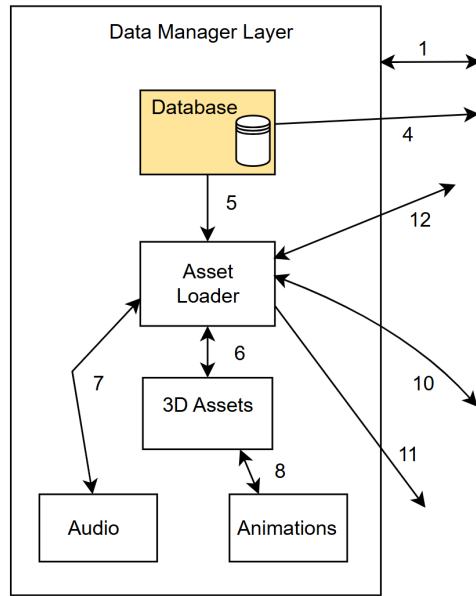 Data Manager Layer
1
Database
4
5
12
Asset
Loader
6
7
10
3D Assets
11
8
Audio
Animations